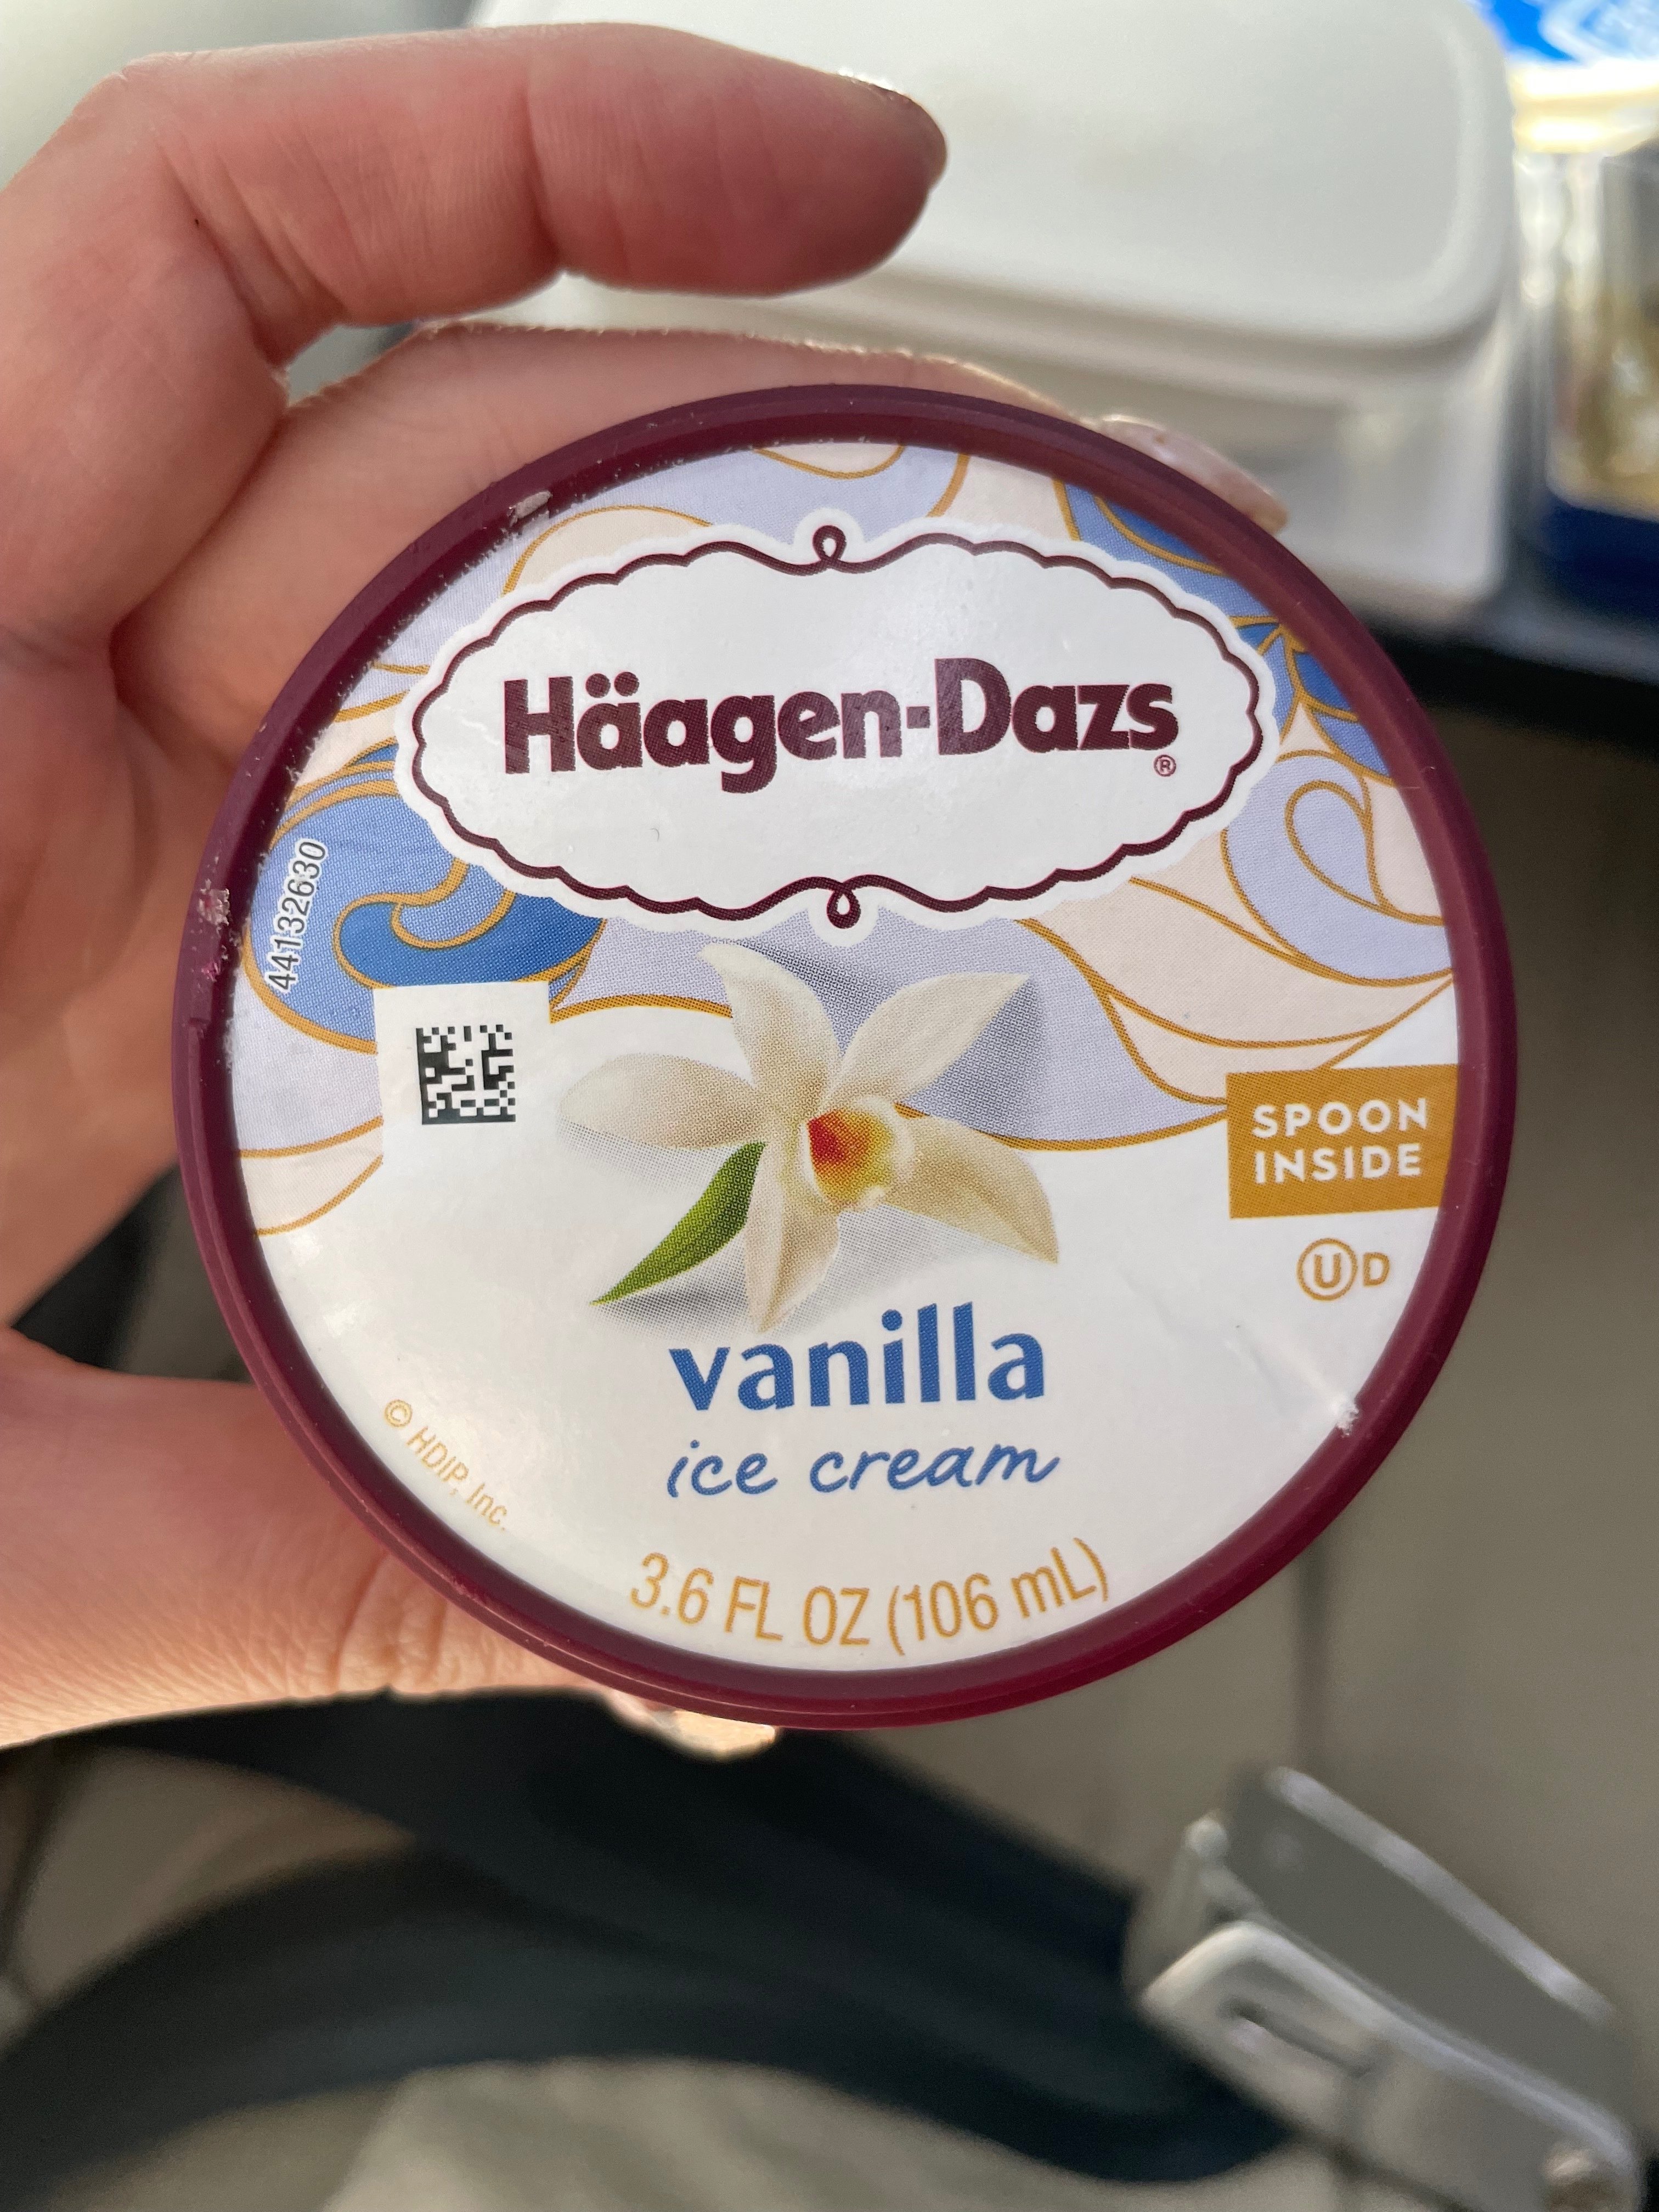 Häagen-Dazs®
44132630
SPOON
INSIDE
Ⓤ D
vanilla
ice cream
© HDIP, Inc.
3.6 FL OZ (106 mL)